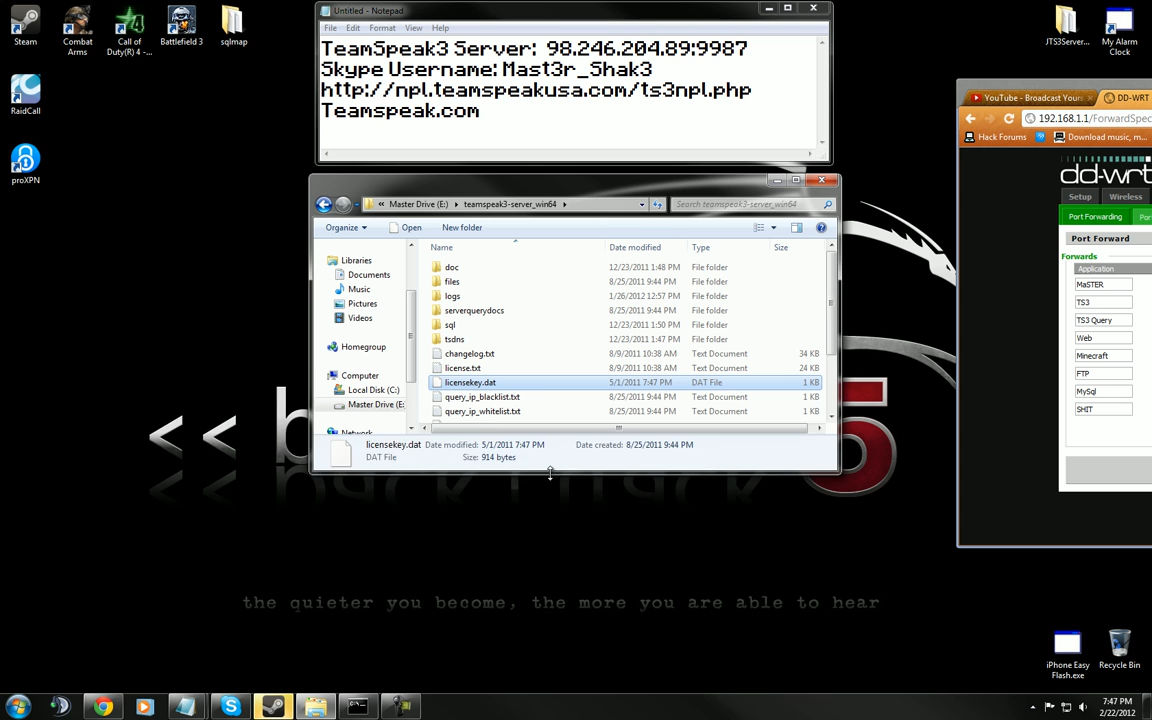 Steam
Combat
Arms
Call of
Duty(R) 4 -...
Battlefield 3
sqlmap
RaidCall
proXPN
Untitled - Notepad
File Edit Format View Help
TeamSpeak3 Server: 98.246.204.89:9987
Skype Username: Mast3r_Shak3
http://npl.teamspeakusa.com/ts3npl.php
Teamspeak.com
JTS3Server...
My Alarm
Clock
Master Drive (E:) teamspeak3-server_win64
Search teamspeak3-server_win64
Organize Open New folder
Name Date modified Type Size
Libraries
Documents
Music
Pictures
Videos
Homegroup
Computer
Local Disk (C:)
Master Drive (E:
Network
doc 12/23/2011 1:48 PM File folder
files 8/25/2011 9:44 PM File folder
logs 1/26/2012 12:57 PM File folder
serverquerydocs 8/25/2011 9:44 PM File folder
sql 12/23/2011 1:50 PM File folder
tsdns 12/23/2011 1:47 PM File folder
changelog.txt 8/9/2011 10:38 AM Text Document 34 KB
license.txt 8/9/2011 10:38 AM Text Document 24 KB
licensekey.dat 5/1/2011 7:47 PM DAT File 1 KB
query_ip_blacklist.txt 8/25/2011 9:44 PM Text Document 1 KB
query_ip_whitelist.txt 8/25/2011 9:44 PM Text Document 1 KB
licensekey.dat Date modified: 5/1/2011 7:47 PM Date created: 8/25/2011 9:44 PM
DAT File Size: 914 bytes
YouTube - Broadcast Yours
DD-WRT
192.168.1.1/ForwardSpec
Hack Forums Download music, m...
dd-wrt
Setup Wireless
Port Forwarding Por
Port Forward
Forwards
Application
MaSTER
TS3
TS3 Query
Web
Minecraft
FTP
MySql
SHIT
<< back
5
the quieter you become, the more you are able to hear
iPhone Easy
Flash.exe
Recycle Bin
7:47 PM
2/22/2012